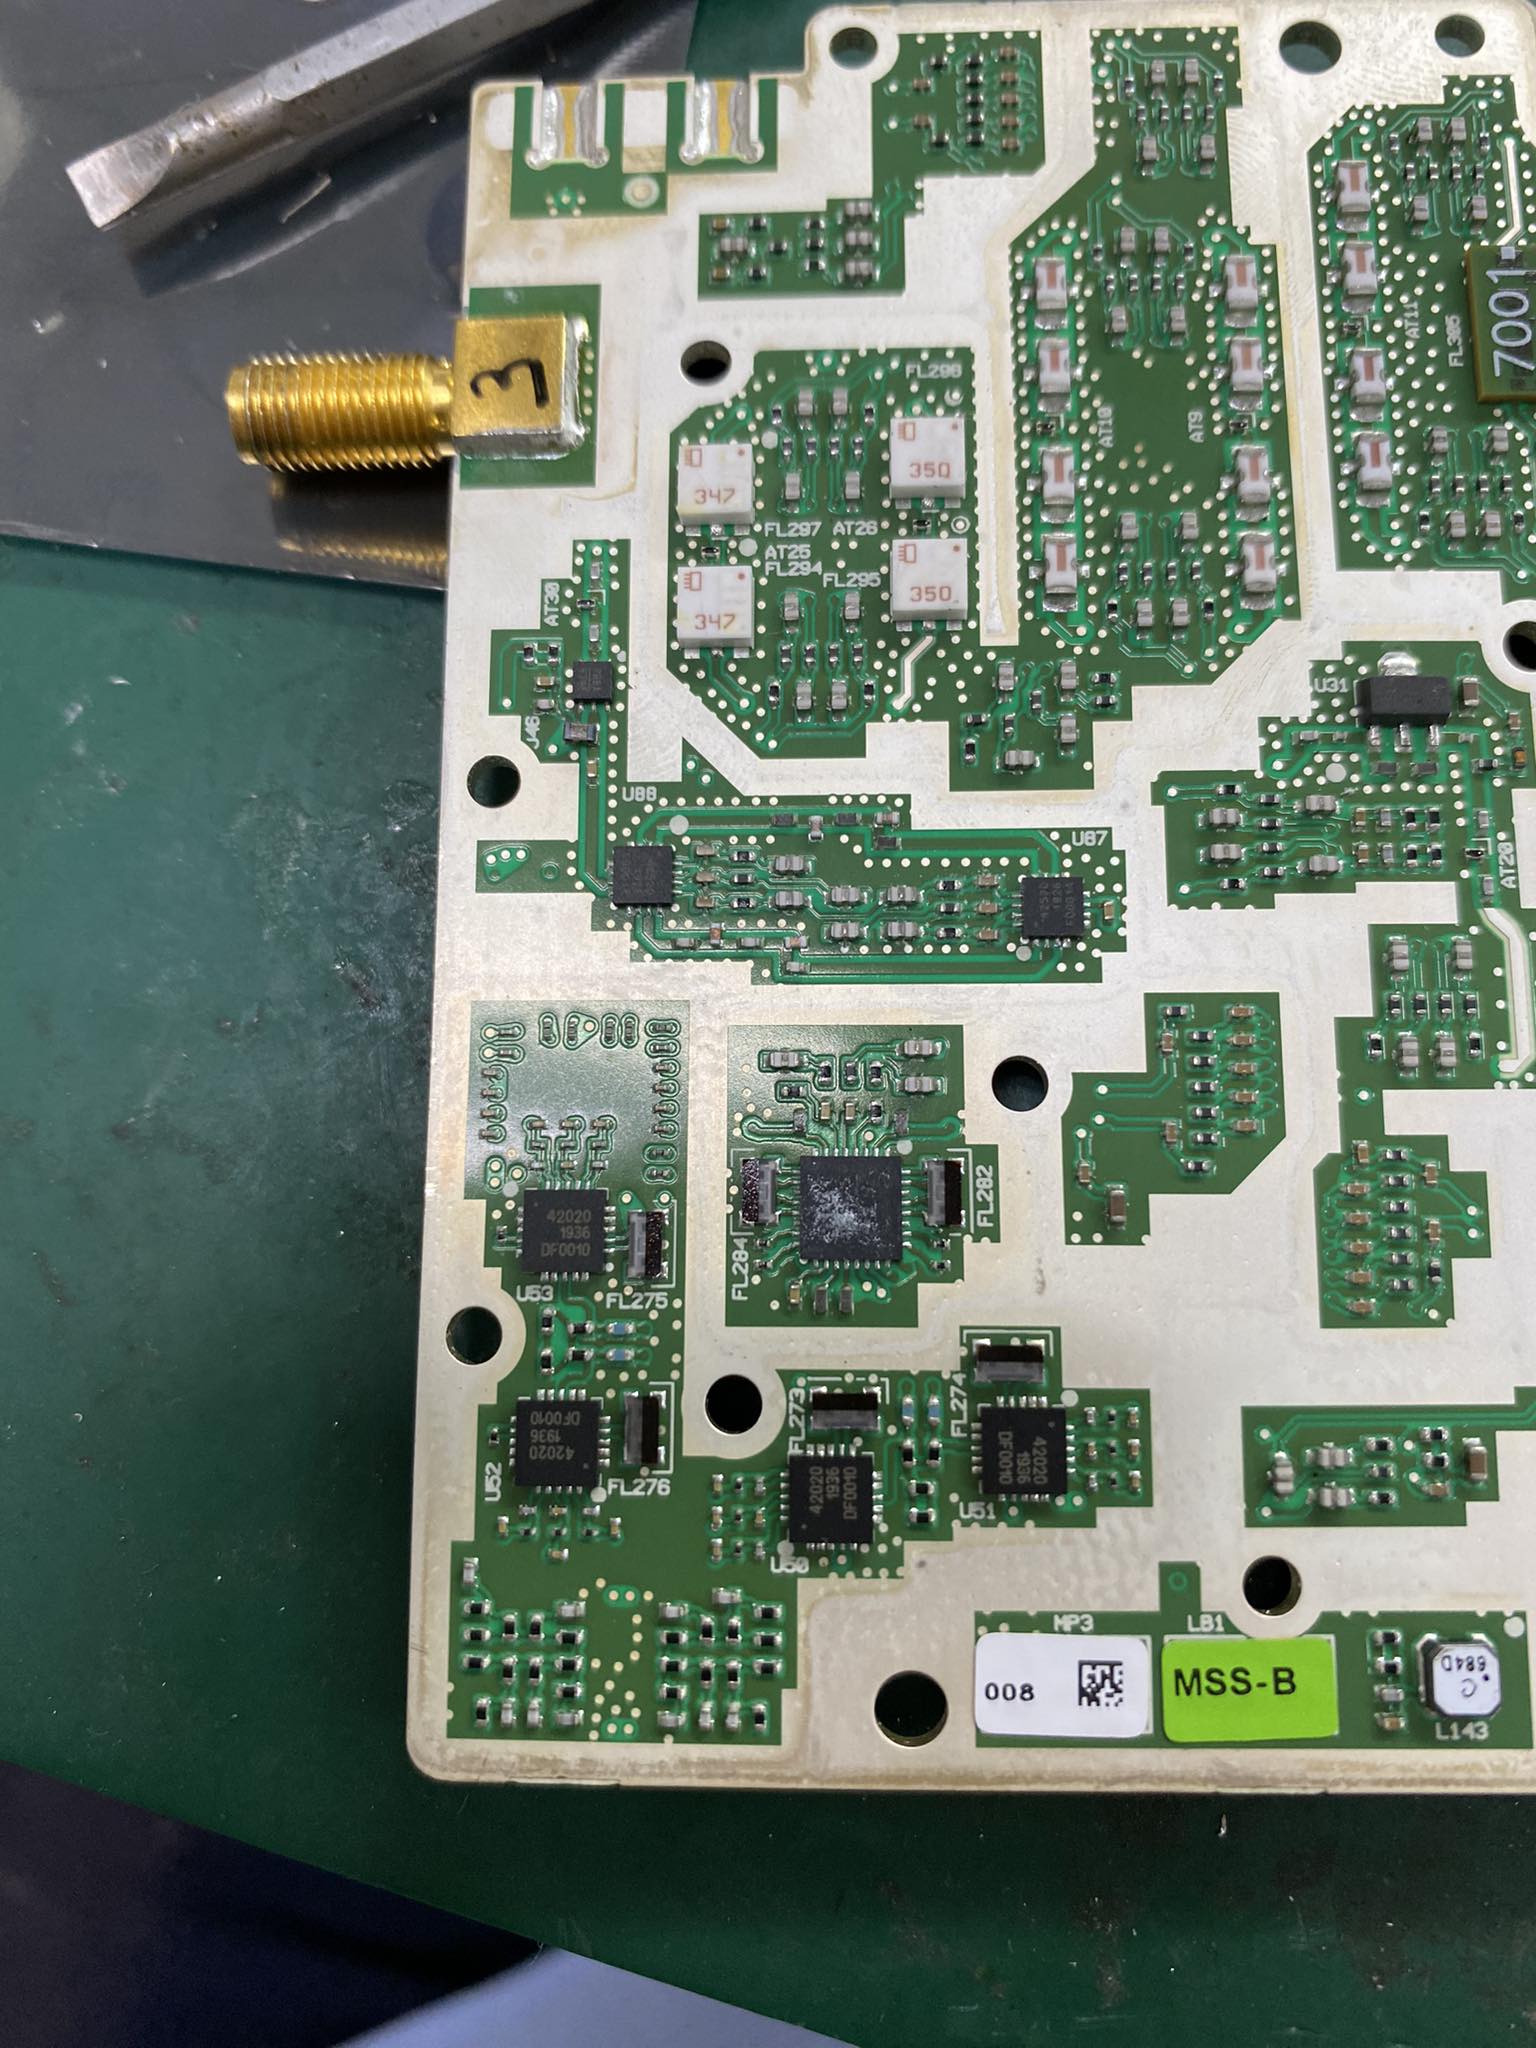 3
FL298
7001
AT11
FL305
347
350
AT10
AT9
FL297 AT26
AT25
FL294
FL295
347
350
AT30
J46
U31
U88
U87
42570
AT20
FL282
FL284
42020
1936
DF0010
U53
FL275
42020
1936
DF0010
U52
FL276
FL273
FL274
42020
1936
DF0010
U50
42020
1936
DF0010
U51
MP3
LB1
008
MSS-B
C
684D
L143